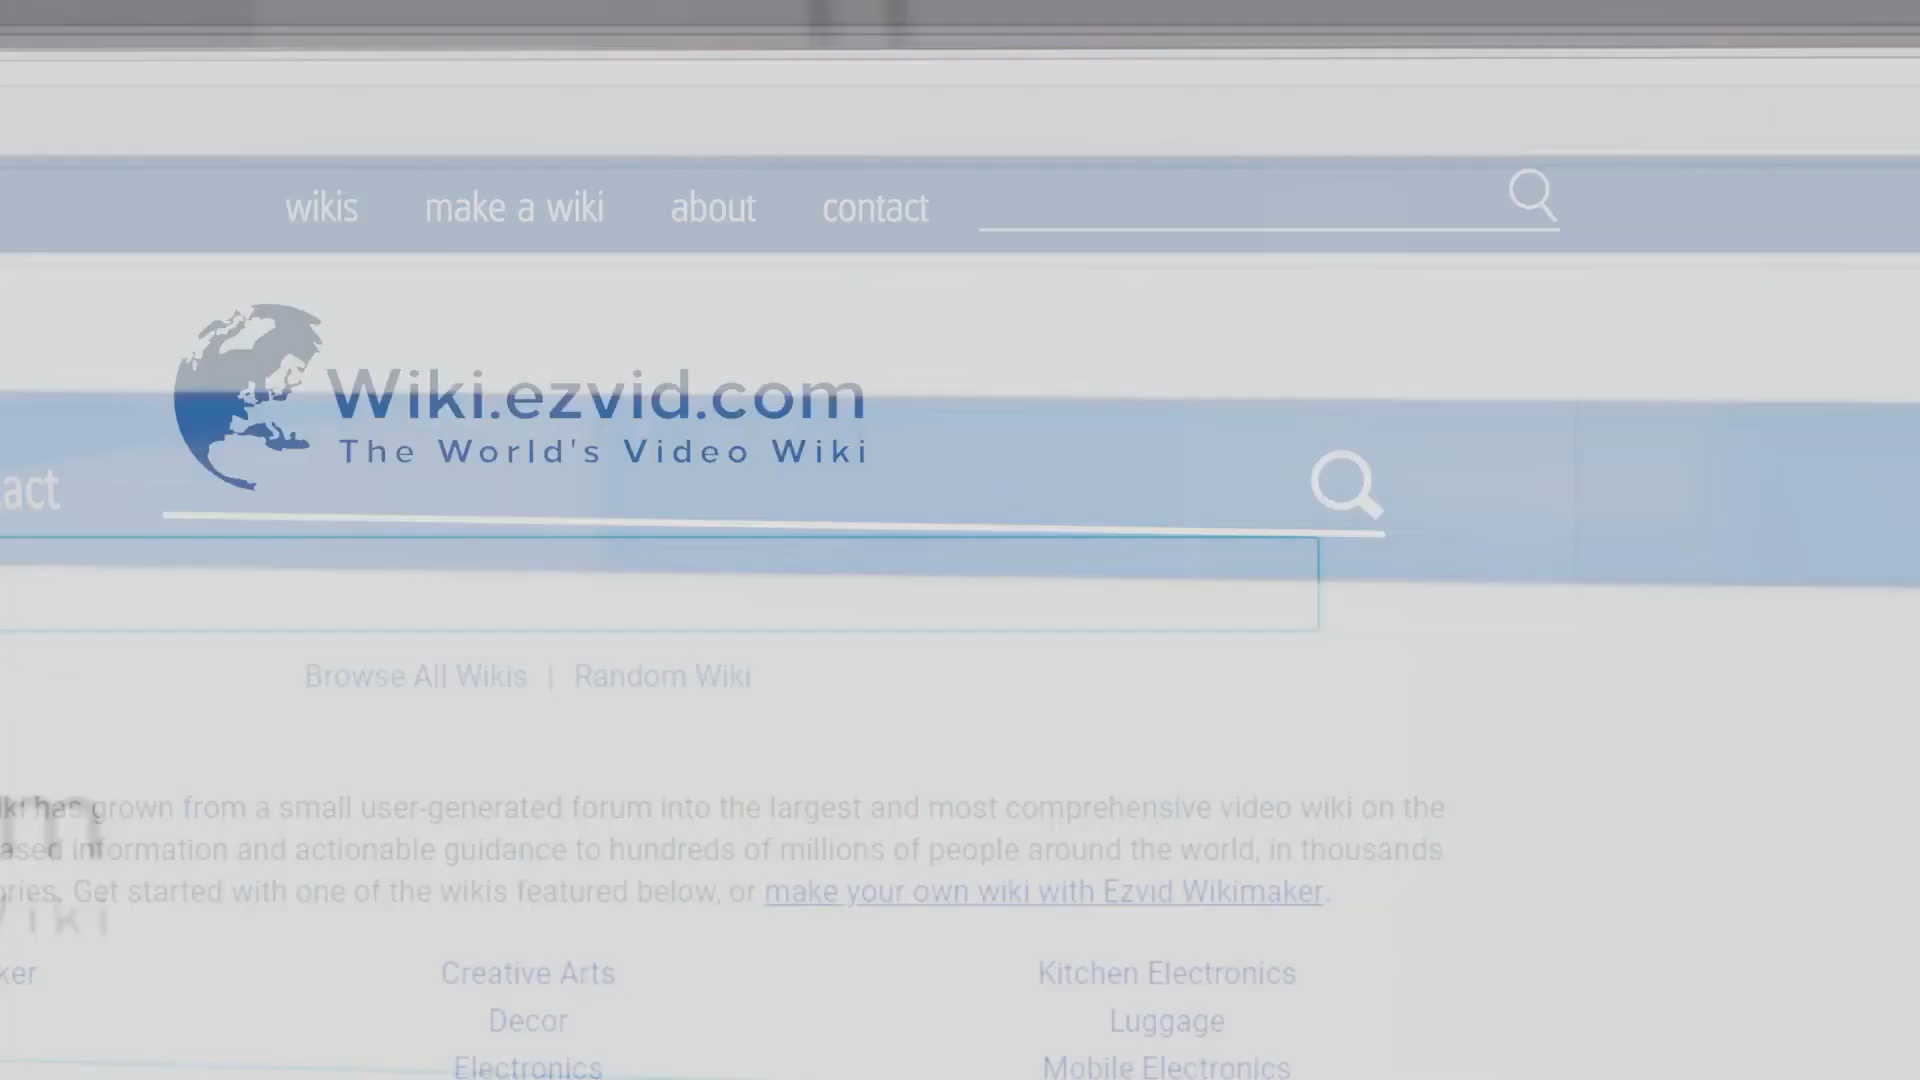 wikis make a wiki about contact
Wiki.ezvid.com
The World's Video Wiki
act
Browse All Wikis | Random Wiki
has grown from a small user-generated forum into the largest and most comprehensive video wiki on the
information and actionable guidance to hundreds of millions of people around the world, in thousands
Get started with one of the wikis featured below, or make your own wiki with Ezvid Wikimaker.
Creative Arts Kitchen Electronics
Decor Luggage
Electronics Mobile Electronics